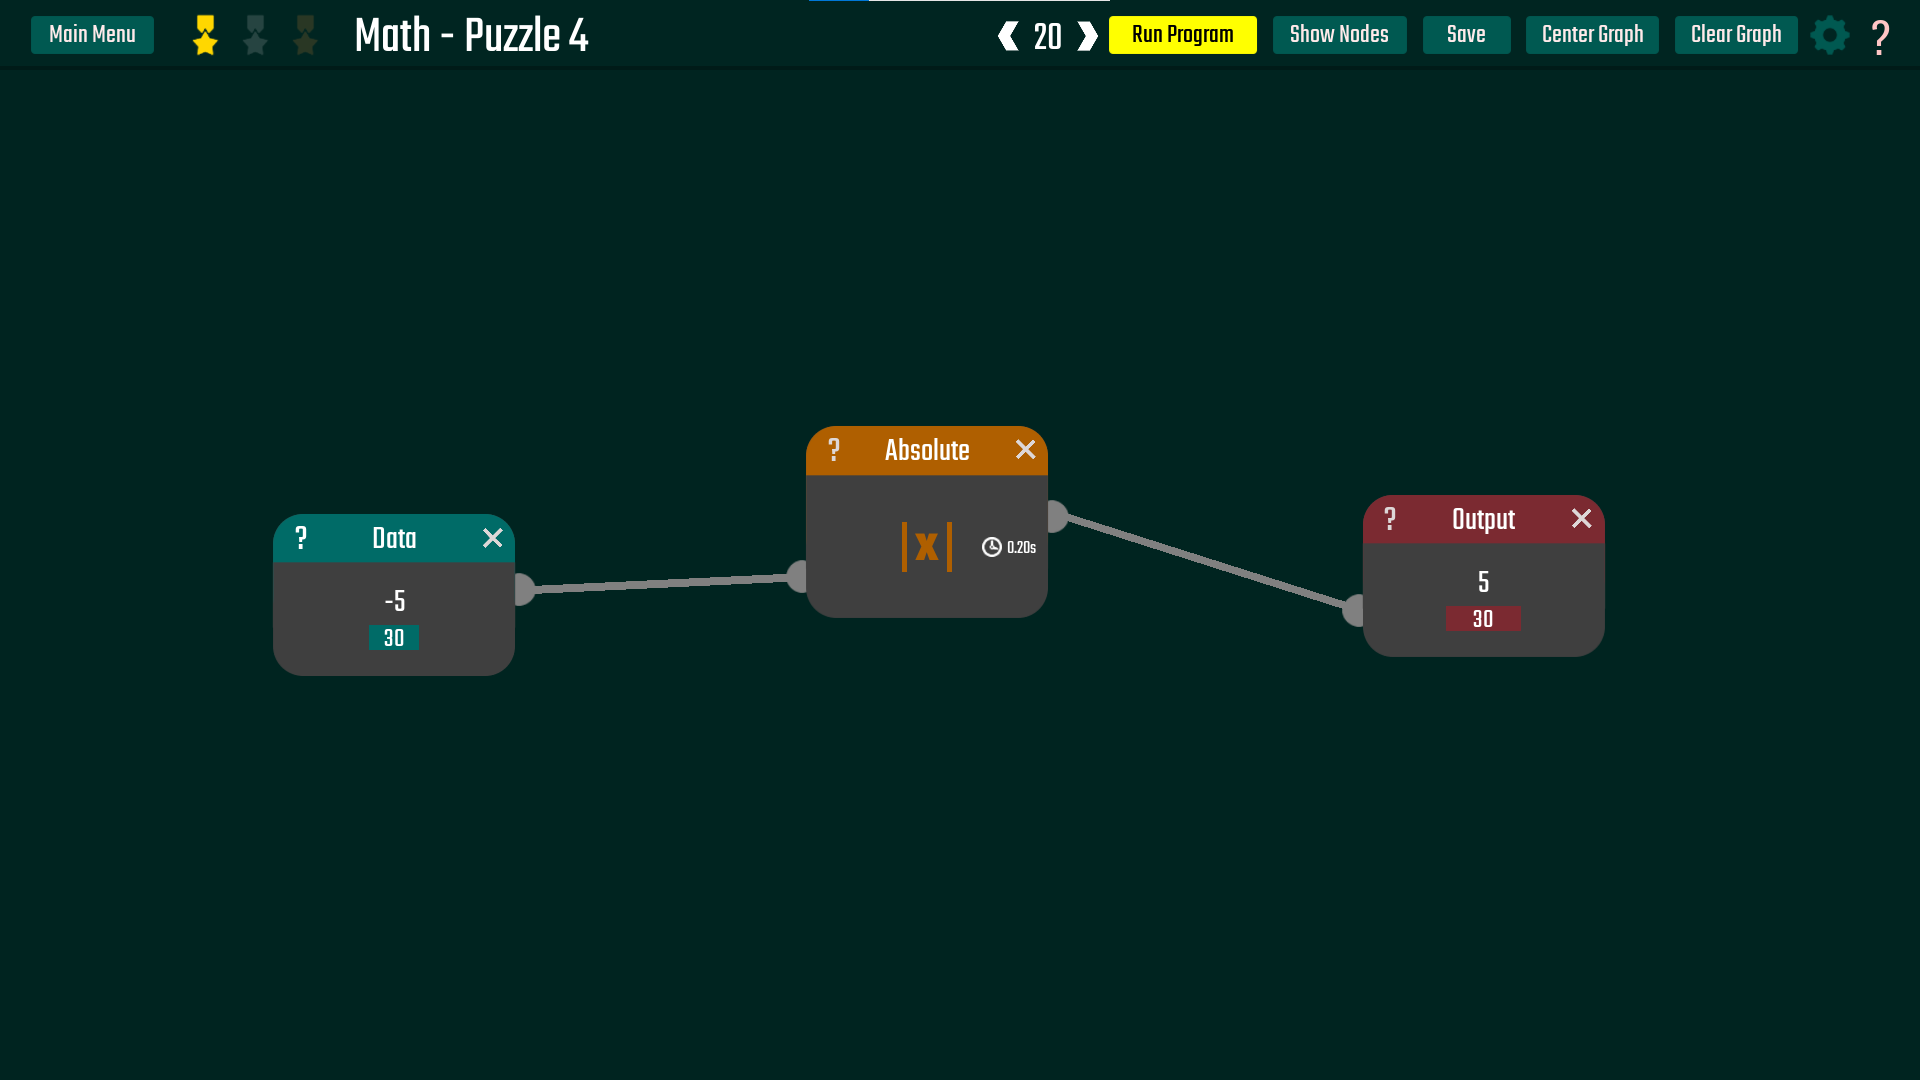 Main Menu
Math - Puzzle 4
20
Run Program
Show Nodes
Save
Center Graph
Clear Graph
?
? Absolute
|x|
0.20s
? Data
-5
30
? Output
5
30